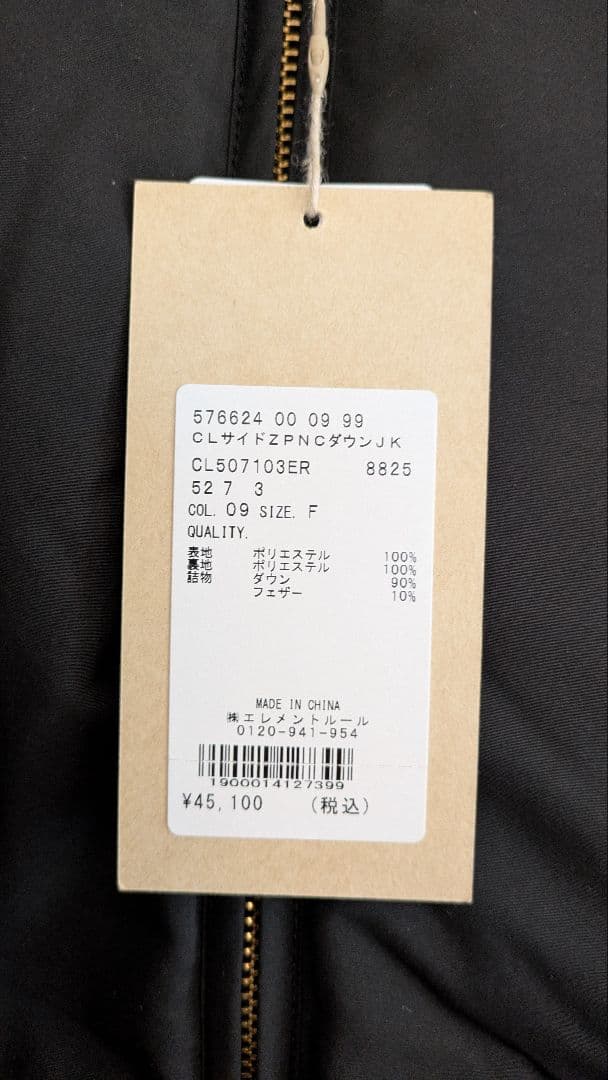 576624 00 09 99
CLサイドZPNCダウンJK
CL507103ER 8825
52 7 3
COL. 09 SIZE. F
QUALITY.
表地 ポリエステル 100%
裏地 ポリエステル 100%
詰物 ダウン 90%
フェザー 10%
MADE IN CHINA
㈱エレメントルール
0120-941-954
1900014127399
¥45,100 (税込)